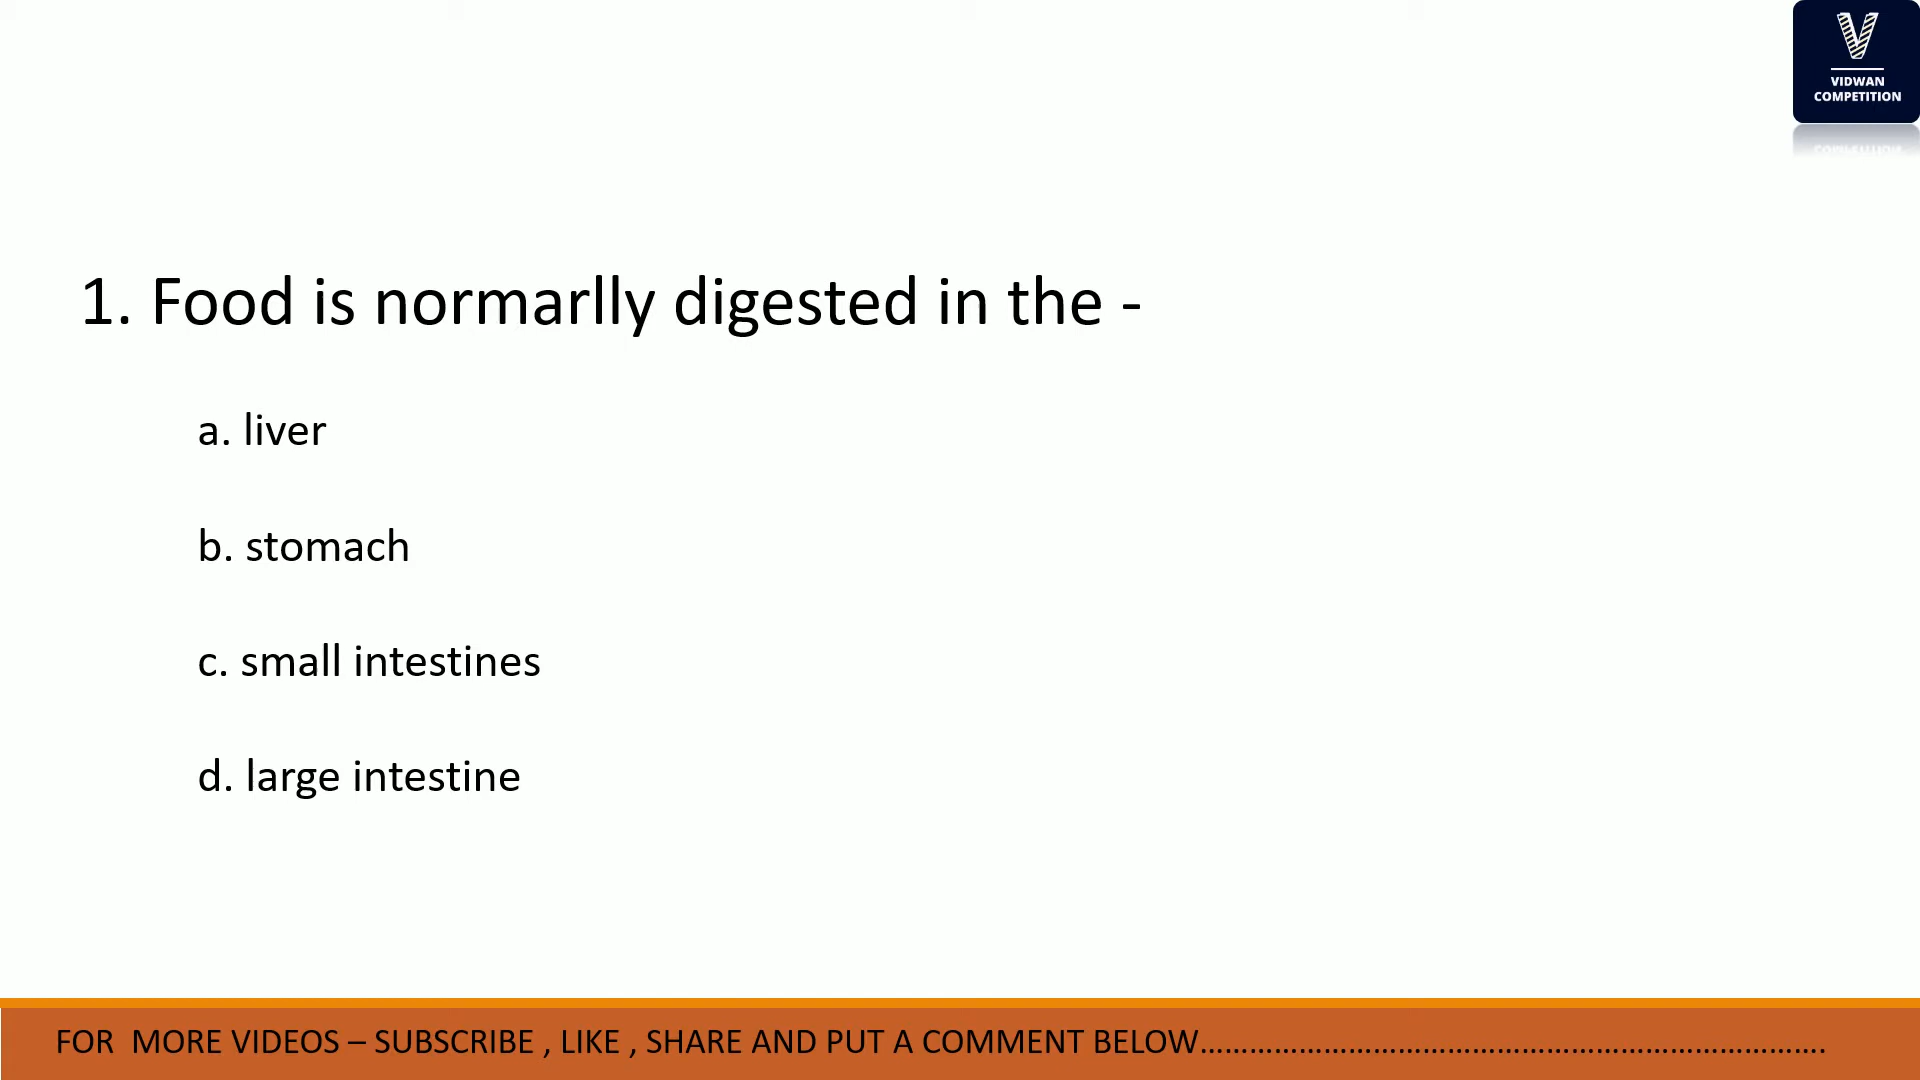 V
VIDWAN
COMPETITION
1. Food is normarlly digested in the -
a. liver
b. stomach
c. small intestines
d. large intestine
FOR  MORE VIDEOS – SUBSCRIBE , LIKE , SHARE AND PUT A COMMENT BELOW………………………………………………………………….